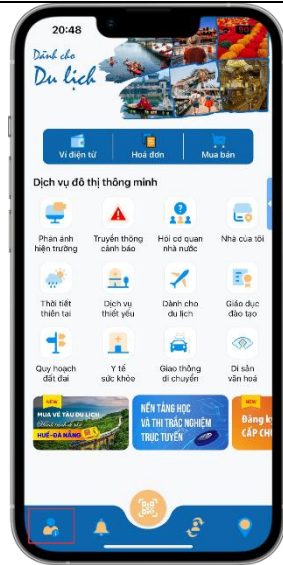 20:48
Dành cho
Du lịch
Ví điện tử
Hoá đơn
Mua bán
Dịch vụ đô thị thông minh
Phản ánh
hiện trường
Truyền thông
cảnh báo
Hỏi cơ quan
nhà nước
Nhà của tôi
Thời tiết
thiên tai
Dịch vụ
thiết yếu
Dành cho
du lịch
Giáo dục
đào tạo
Quy hoạch
đất đai
Y tế
sức khỏe
Giao thông
di chuyển
Di sản
văn hoá
NEW
MUA VÉ TÀU DU LỊCH
HUẾ-ĐÀ NẴNG
NỀN TẢNG HỌC
VÀ THI TRẮC NGHIỆM
TRỰC TUYẾN
NEW
Đăng k
CẤP CH